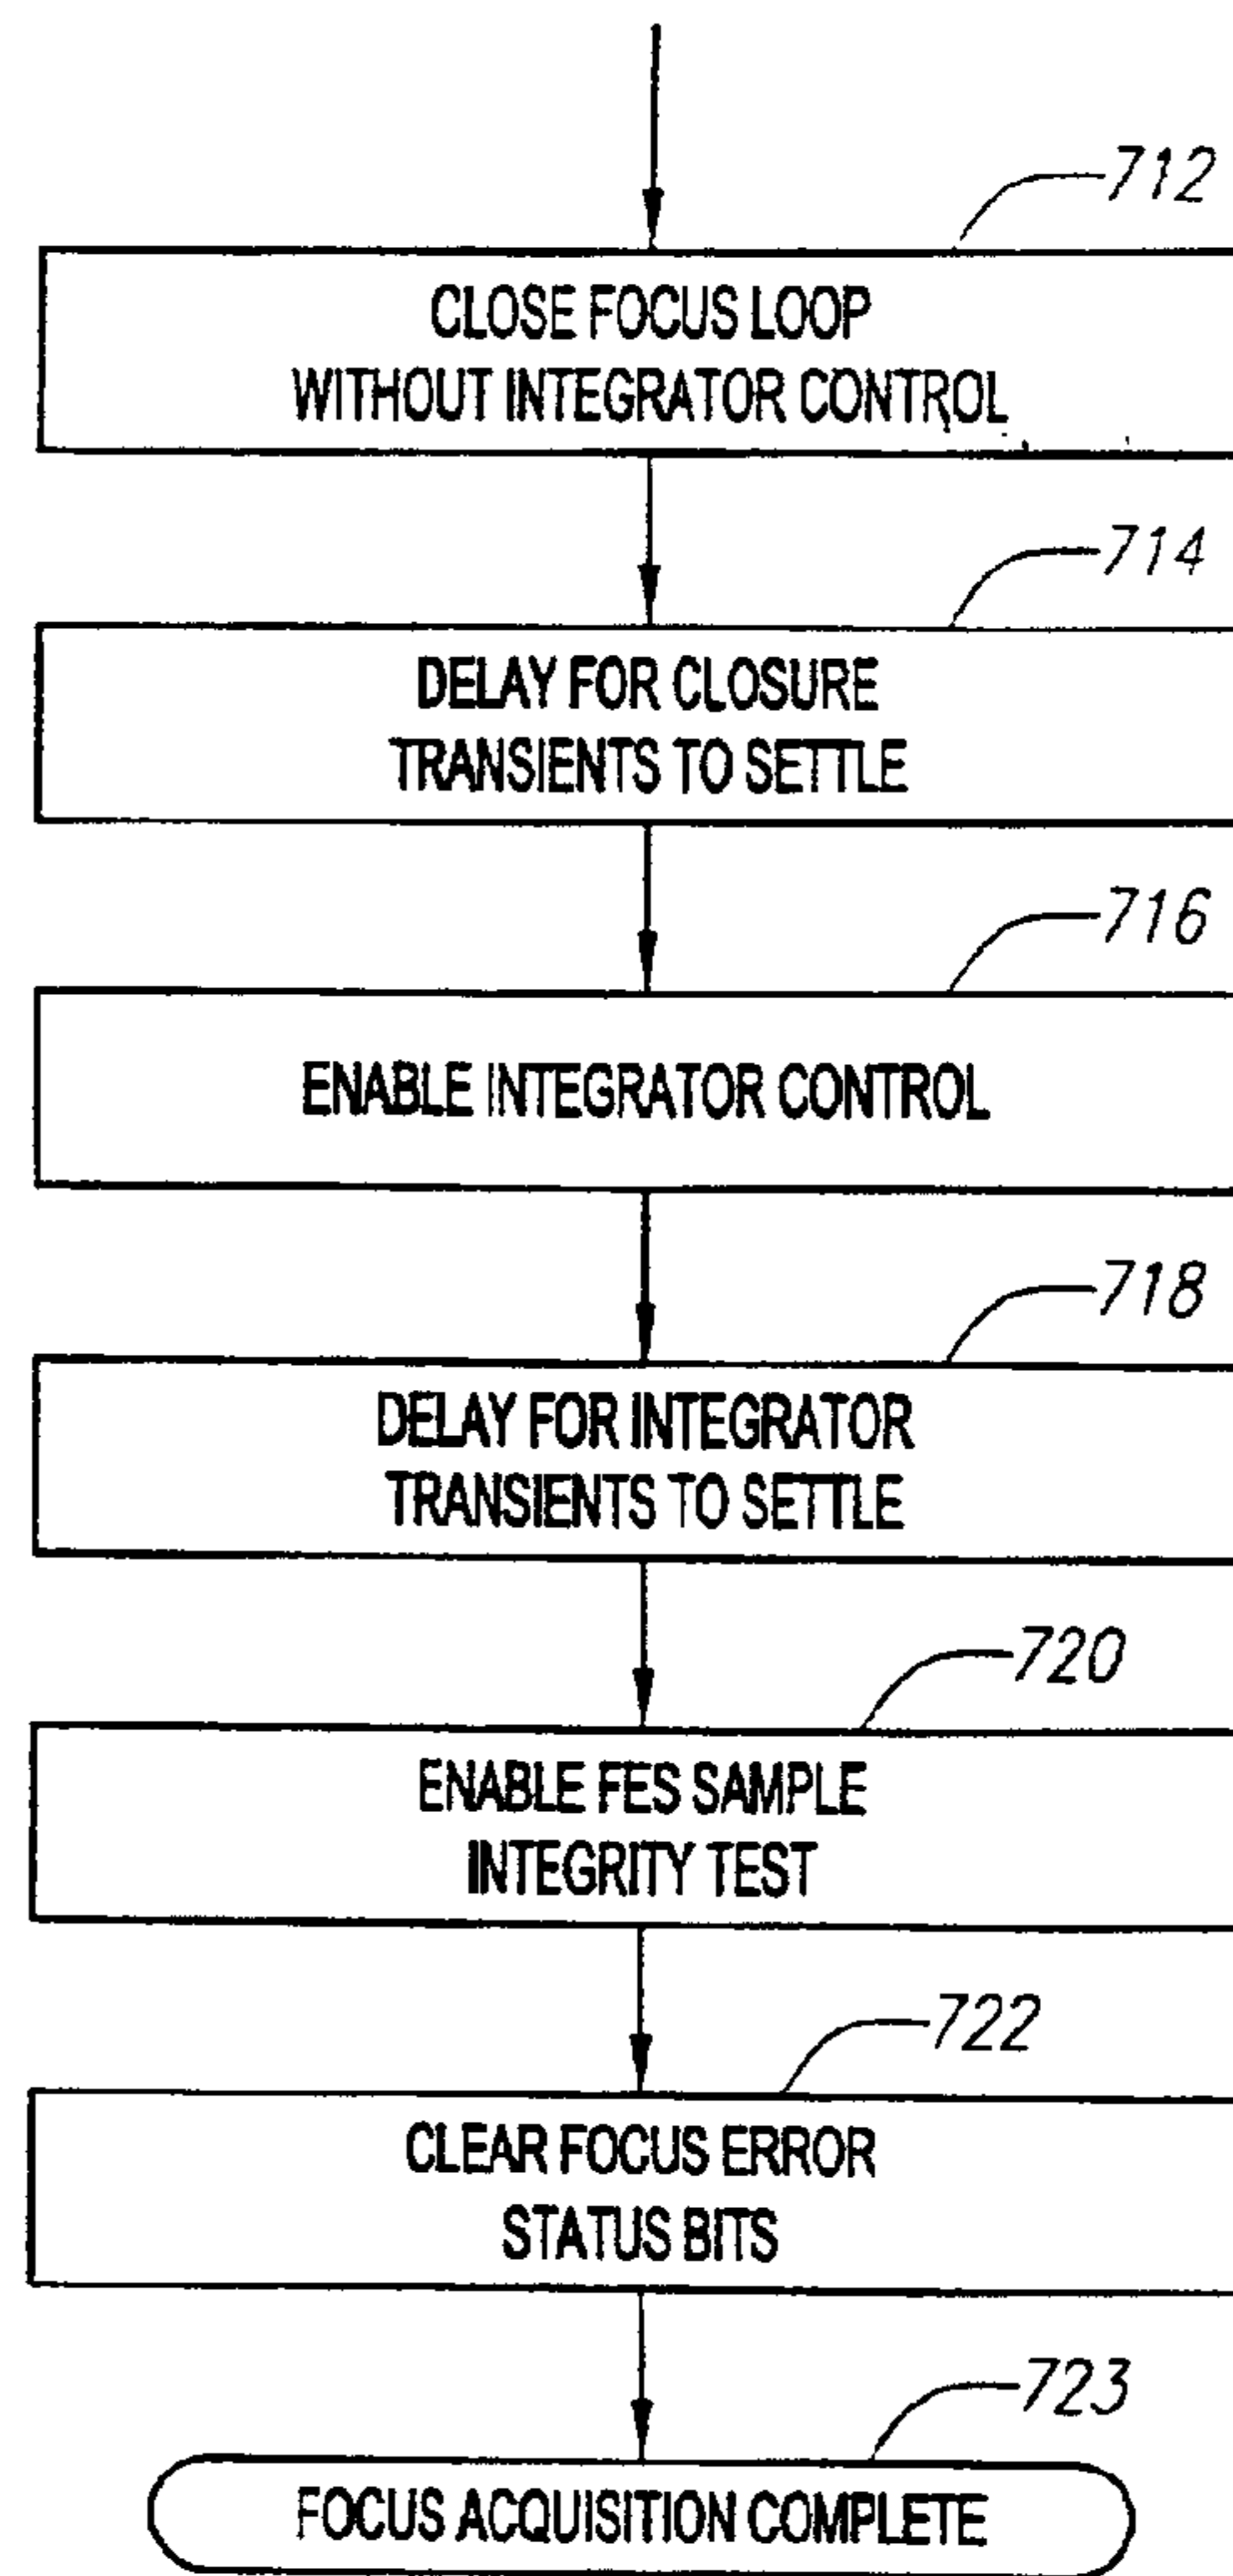 712
CLOSE FOCUS LOOP
WITHOUT INTEGRATOR CONTROL
714
DELAY FOR CLOSURE
TRANSIENTS TO SETTLE
716
ENABLE INTEGRATOR CONTROL
718
DELAY FOR INTEGRATOR
TRANSIENTS TO SETTLE
720
ENABLE FES SAMPLE
INTEGRITY TEST
722
CLEAR FOCUS ERROR
STATUS BITS
723
FOCUS ACQUISITION COMPLETE